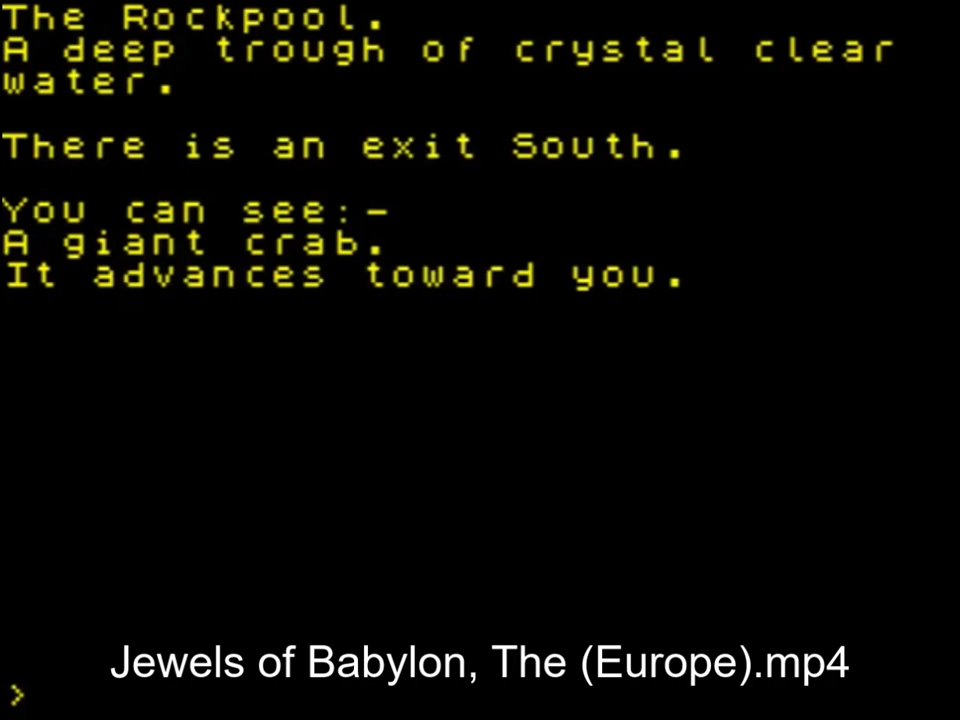 The Rockpool.
A deep trough of crystal clear
water.
There is an exit South.
You can see:-
A giant crab.
It advances toward you.
Jewels of Babylon, The (Europe).mp4
>